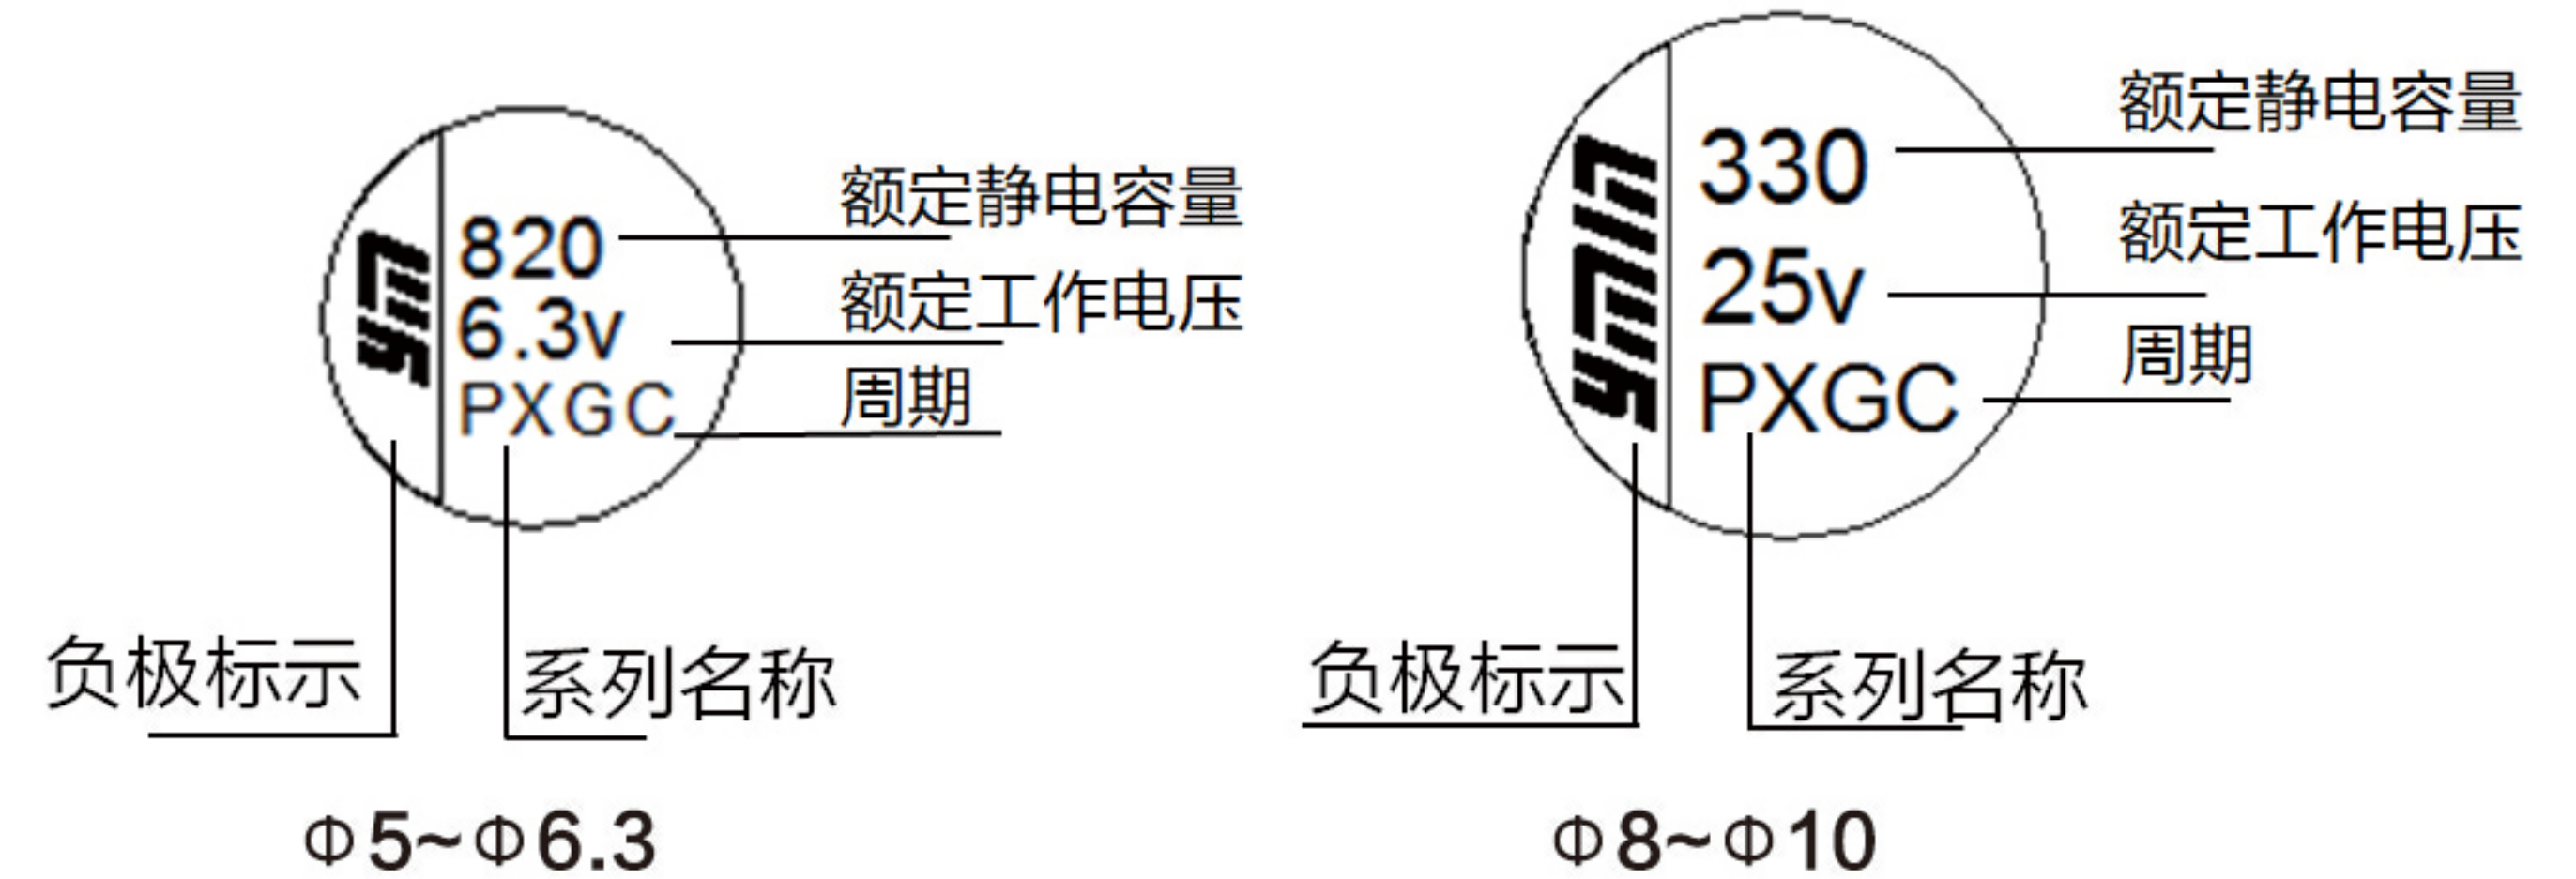 820
6.3v
PXGC
额定静电容量
额定工作电压
周期
负极标示
系列名称
Φ5~Φ6.3
330
25v
PXGC
额定静电容量
额定工作电压
周期
负极标示
系列名称
Φ8~Φ10